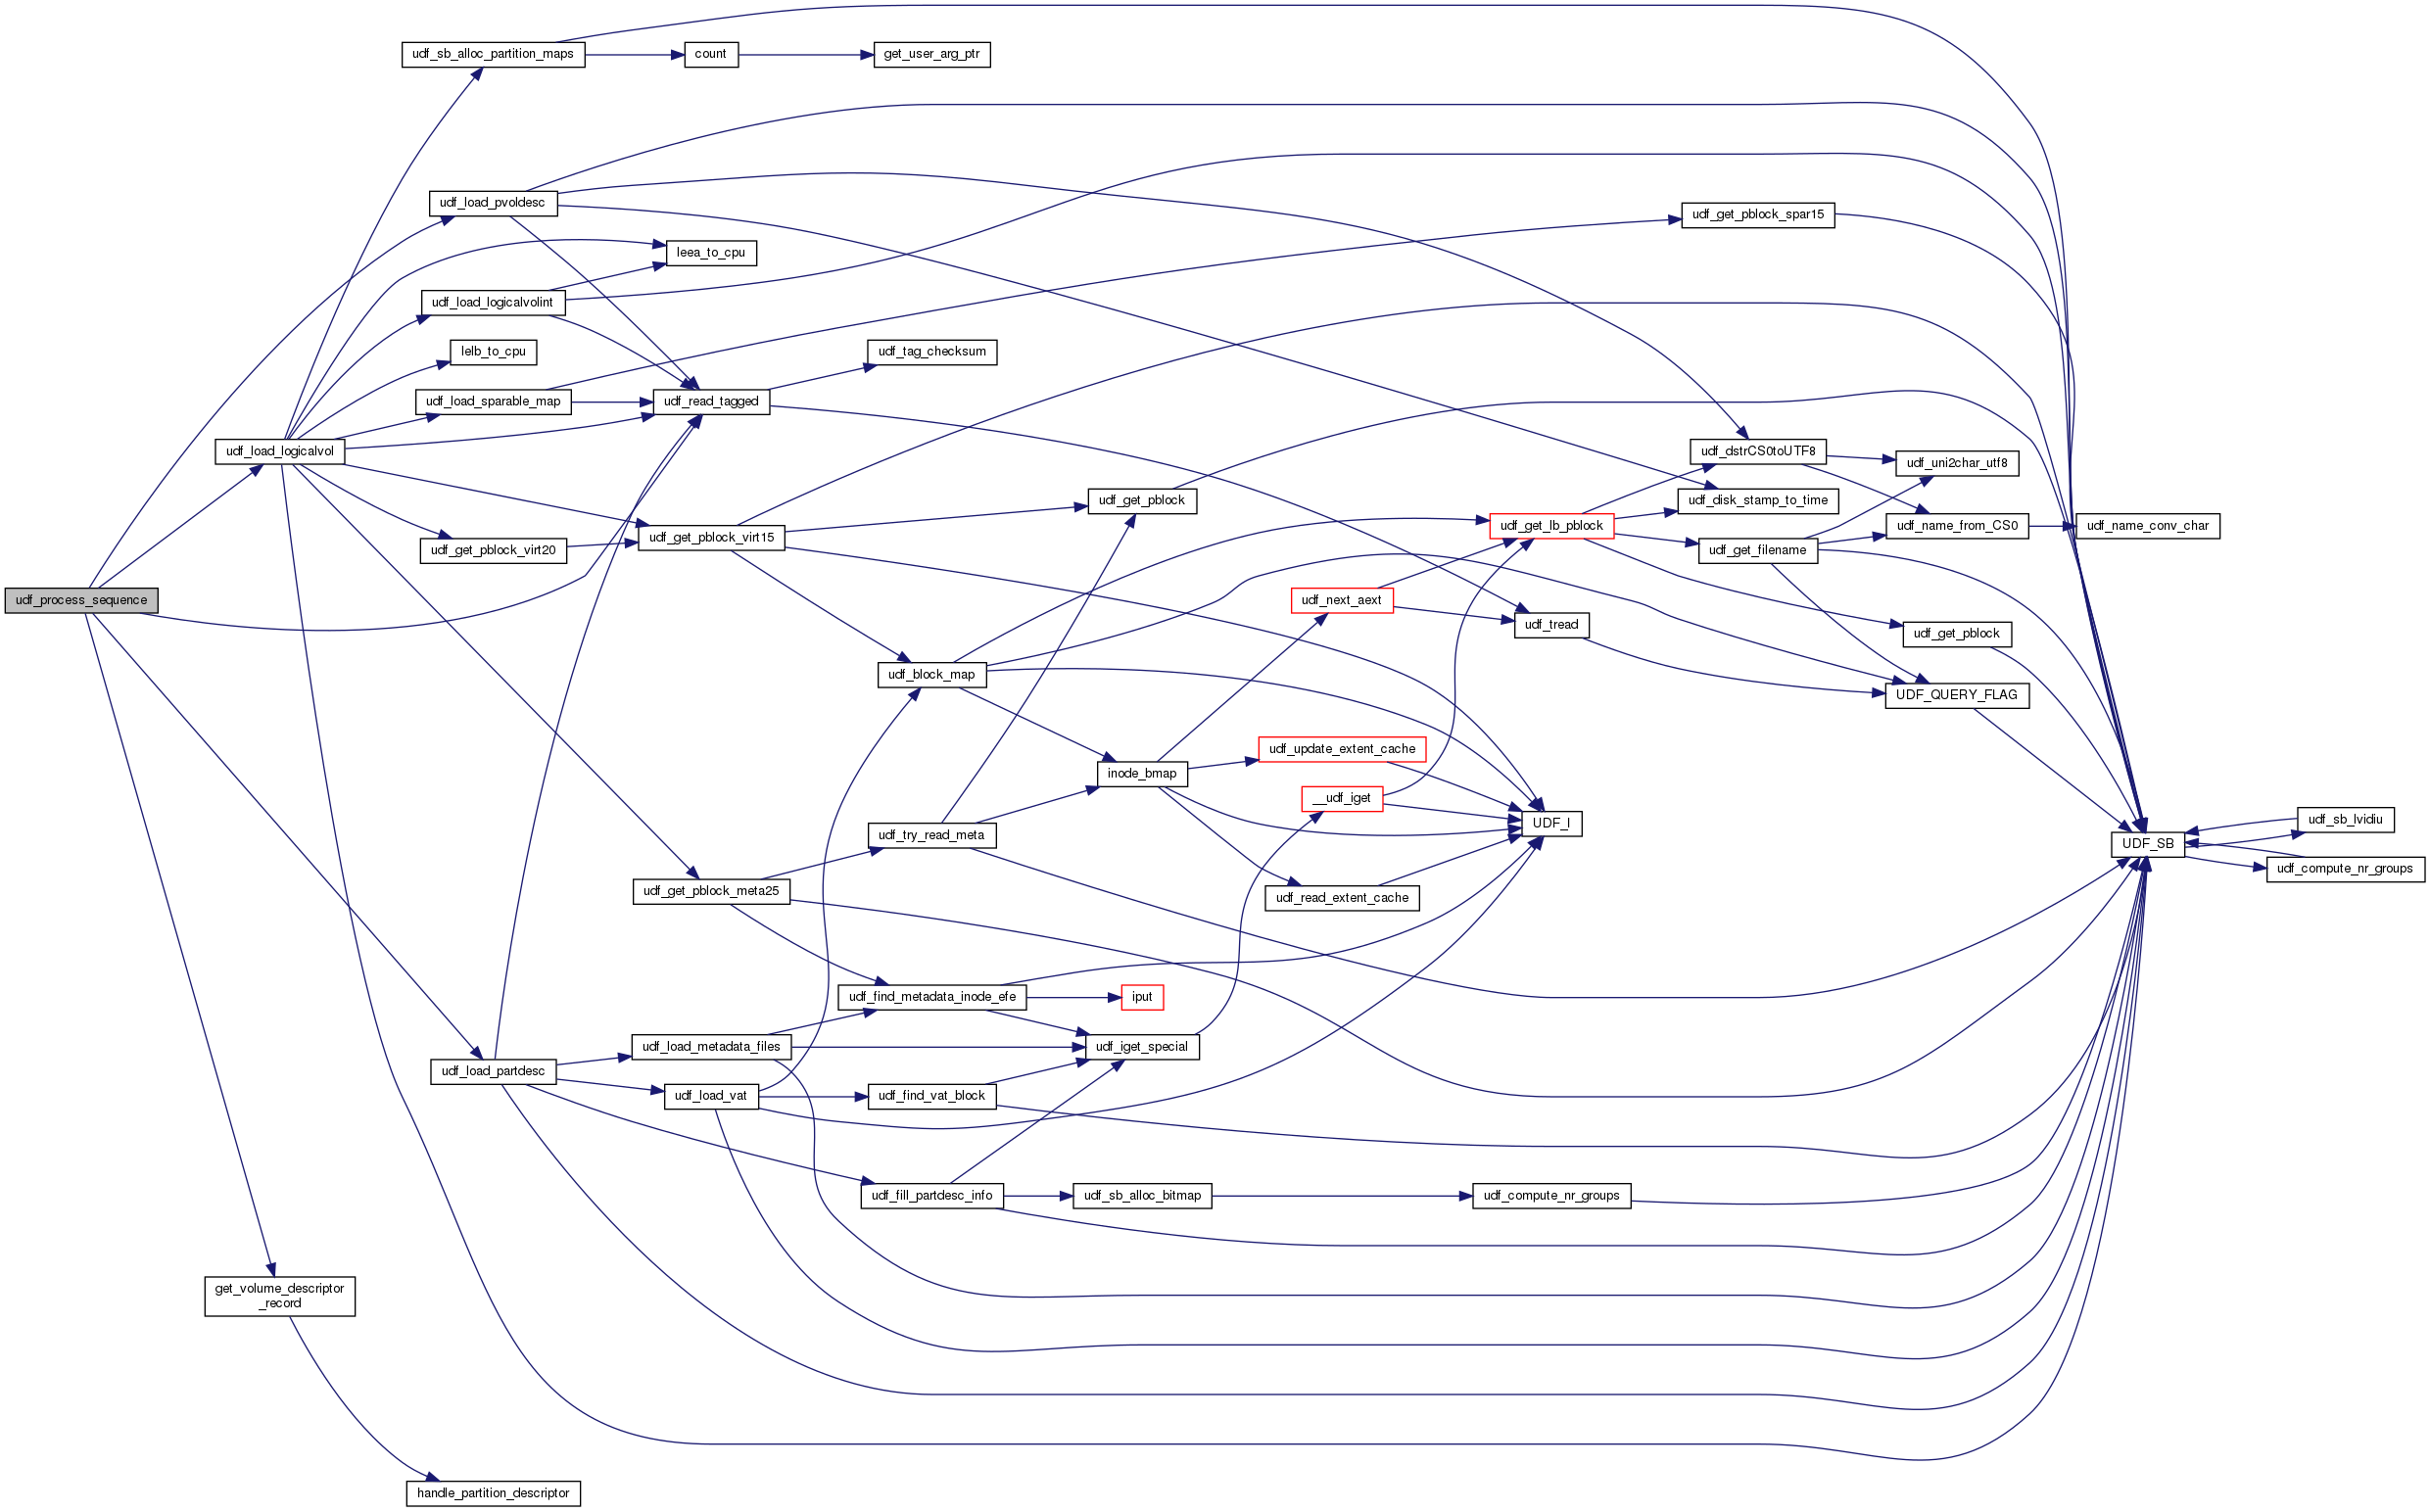 udf_sb_alloc_partition_maps
count
get_user_arg_ptr
udf_load_pvoldesc
udf_get_pblock_spar15
leea_to_cpu
udf_load_logicalvolint
lelb_to_cpu
udf_tag_checksum
udf_load_sparable_map
udf_read_tagged
udf_load_logicalvol
udf_dstrCS0toUTF8
udf_uni2char_utf8
udf_get_pblock
udf_disk_stamp_to_time
udf_get_lb_pblock
udf_name_from_CS0
udf_name_conv_char
udf_get_pblock_virt15
udf_get_pblock_virt20
udf_get_filename
udf_process_sequence
udf_next_aext
udf_tread
udf_get_pblock
udf_block_map
UDF_QUERY_FLAG
udf_update_extent_cache
inode_bmap
__udf_iget
UDF_I
udf_sb_lvidiu
udf_try_read_meta
UDF_SB
udf_compute_nr_groups
udf_get_pblock_meta25
udf_read_extent_cache
udf_find_metadata_inode_efe
iput
udf_load_metadata_files
udf_iget_special
udf_load_partdesc
udf_load_vat
udf_find_vat_block
udf_fill_partdesc_info
udf_sb_alloc_bitmap
udf_compute_nr_groups
get_volume_descriptor
_record
handle_partition_descriptor